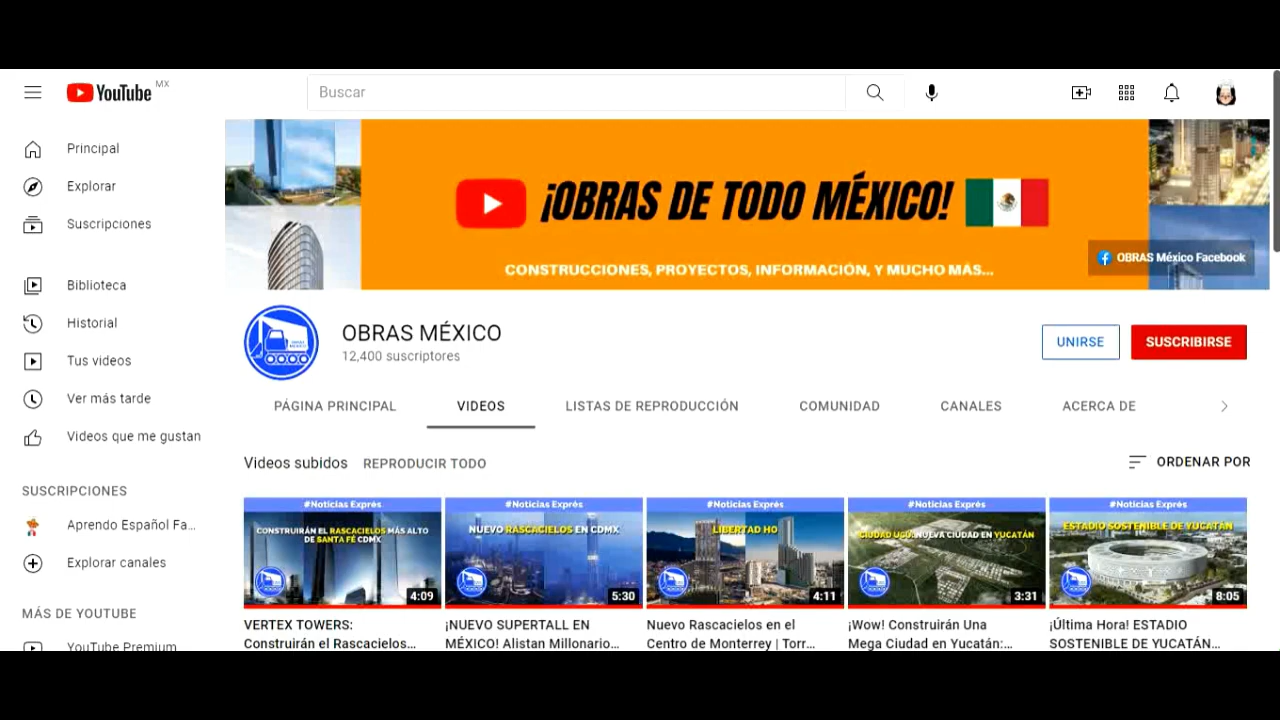 YouTube MX
Buscar
Principal
Explorar
Suscripciones
Biblioteca
Historial
Tus videos
Ver más tarde
Videos que me gustan
SUSCRIPCIONES
Aprendo Español Fa...
Explorar canales
MÁS DE YOUTUBE
YouTube Premium
¡OBRAS DE TODO MÉXICO!
CONSTRUCCIONES, PROYECTOS, INFORMACIÓN, Y MUCHO MÁS...
OBRAS México Facebook
OBRAS MÉXICO
12,400 suscriptores
UNIRSE
SUSCRIBIRSE
PÁGINA PRINCIPAL
VIDEOS
LISTAS DE REPRODUCCIÓN
COMUNIDAD
CANALES
ACERCA DE
Videos subidos
REPRODUCIR TODO
ORDENAR POR
#Noticias Exprés
CONSTRUIRÁN EL RASCACIELOS MÁS ALTO
DE SANTA FÉ CDMX
4:09
VERTEX TOWERS:
Construirán el Rascacielos...
#Noticias Exprés
NUEVO RASCACIELOS EN CDMX
5:30
¡NUEVO SUPERTALL EN
MÉXICO! Alistan Millonario...
#Noticias Exprés
LIBERTAD HO
4:11
Nuevo Rascacielos en el
Centro de Monterrey | Torr...
#Noticias Exprés
CIUDAD UCÚ: NUEVA CIUDAD EN YUCATÁN
3:31
¡Wow! Construirán Una
Mega Ciudad en Yucatán:...
#Noticias Exprés
ESTADIO SOSTENIBLE DE YUCATÁN
8:05
¡Última Hora! ESTADIO
SOSTENIBLE DE YUCATÁN...